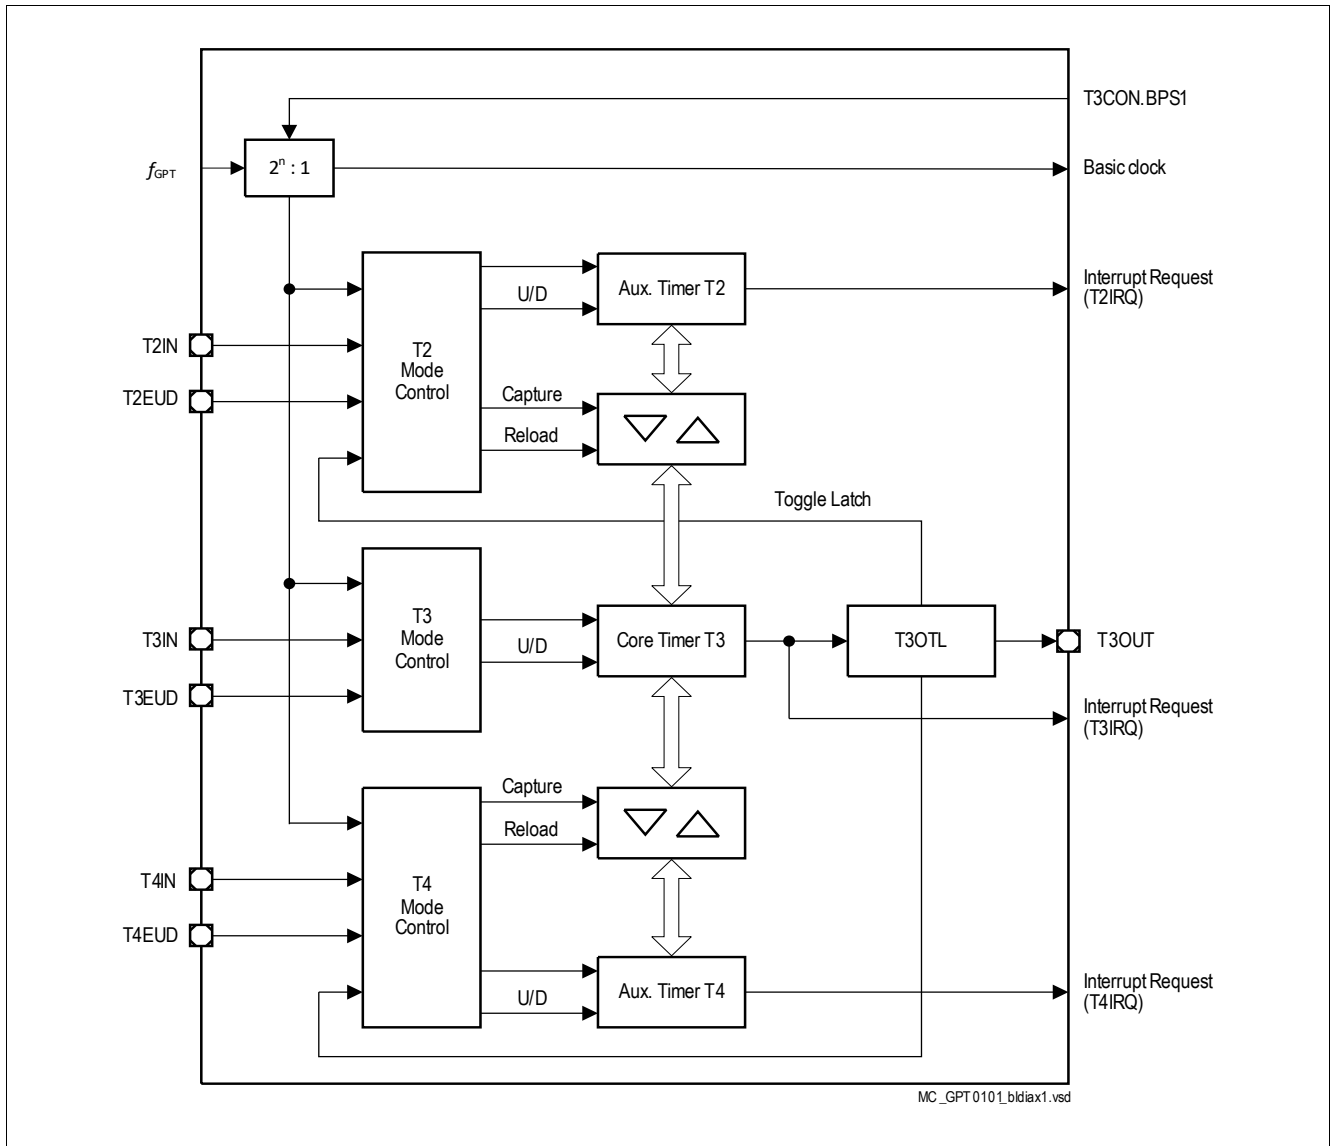 T3CON.BPS1
fGPT
2n : 1
Basic clock
Interrupt Request
(T2IRQ)
Aux. Timer T2
U/D
T2IN
T2
Mode
Control
T2EUD
Capture
Reload
Toggle Latch
T3
Mode
Control
T3IN
U/D
Core Timer T3
T3OTL
T3OUT
T3EUD
Interrupt Request
(T3IRQ)
Capture
Reload
T4IN
T4
Mode
Control
T4EUD
U/D
Aux. Timer T4
Interrupt Request
(T4IRQ)
MC_GPT0101_bldiax1.vsd